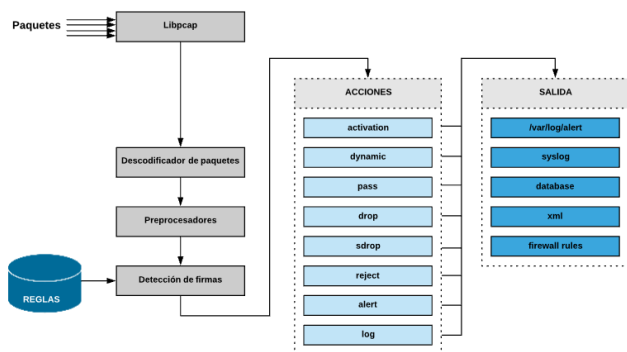 Paquetes
Libpcap
Descodificador de paquetes
Preprocesadores
Detección de firmas
REGLAS
ACCIONES
activation
dynamic
pass
drop
sdrop
reject
alert
log
SALIDA
/var/log/alert
syslog
database
xml
firewall rules